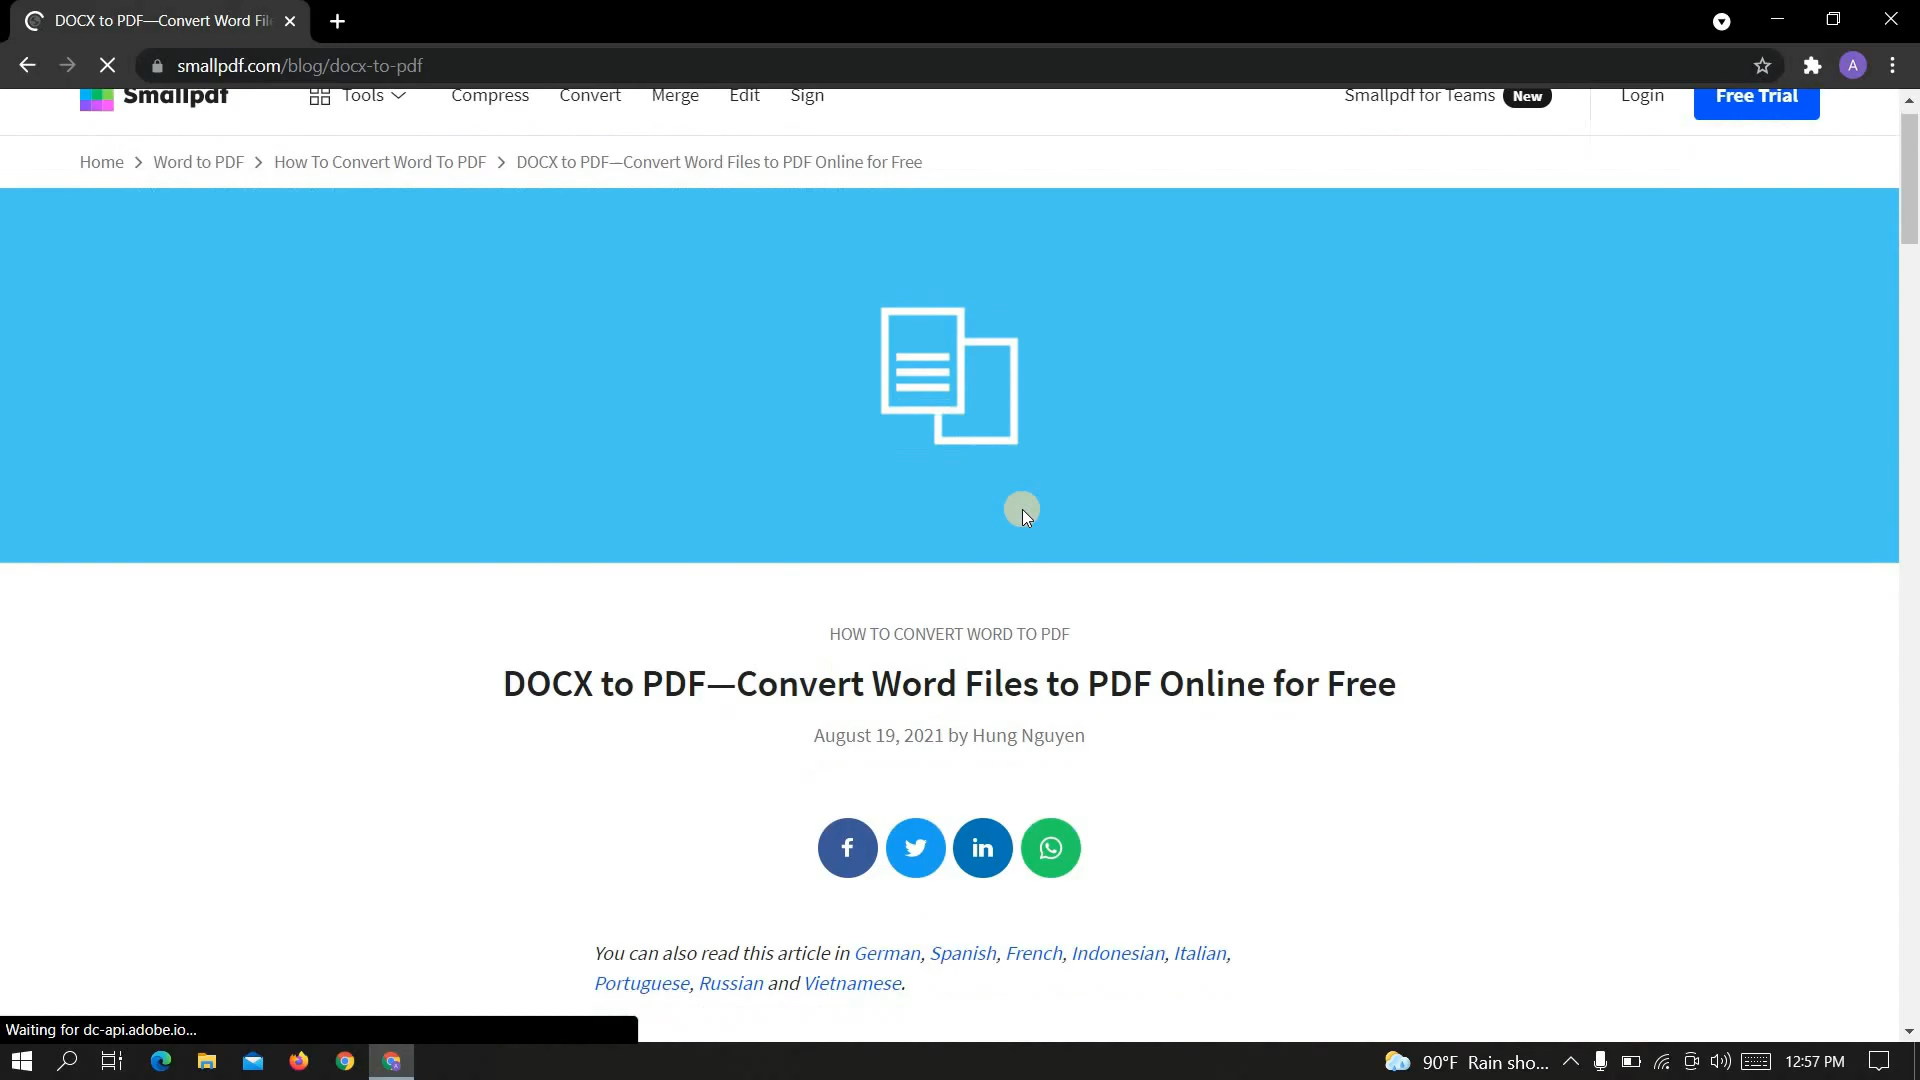 DOCX to PDF—Convert Word Fil
smallpdf.com/blog/docx-to-pdf
A
Smallpdf
Tools
Compress
Convert
Merge
Edit
Sign
Smallpdf for Teams New
Login
Free Trial
Home > Word to PDF > How To Convert Word To PDF > DOCX to PDF—Convert Word Files to PDF Online for Free
HOW TO CONVERT WORD TO PDF
DOCX to PDF—Convert Word Files to PDF Online for Free
August 19, 2021 by Hung Nguyen
You can also read this article in German, Spanish, French, Indonesian, Italian,
Portuguese, Russian and Vietnamese.
Waiting for dc-api.adobe.io...
90°F Rain sho...
12:57 PM